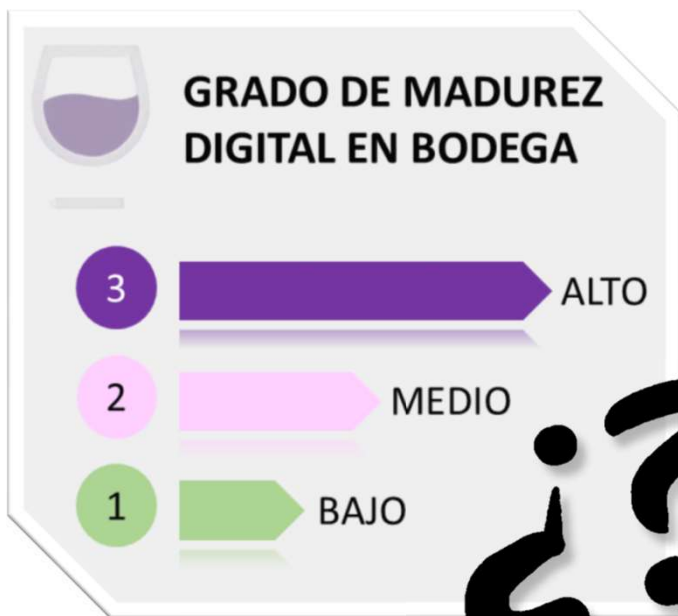 GRADO DE MADUREZ
DIGITAL EN BODEGA
3 ALTO
2 MEDIO
1 BAJO
¿?